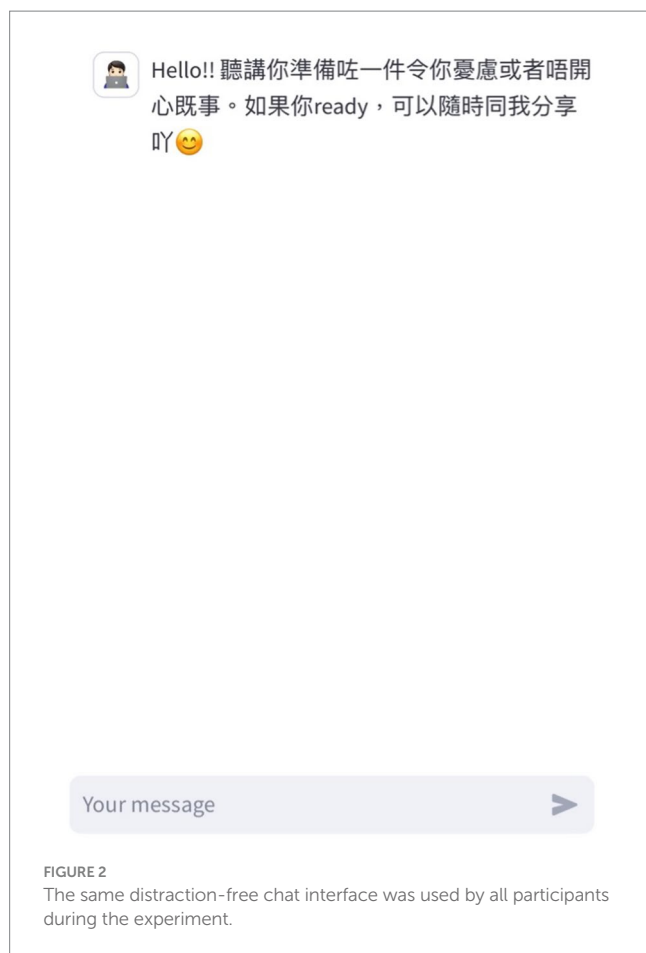 Hello!! 聽講你準備咗一件令你憂慮或者唔開
心既事。如果你ready，可以隨時同我分享
吖😊
Your message
FIGURE 2
The same distraction-free chat interface was used by all participants
during the experiment.